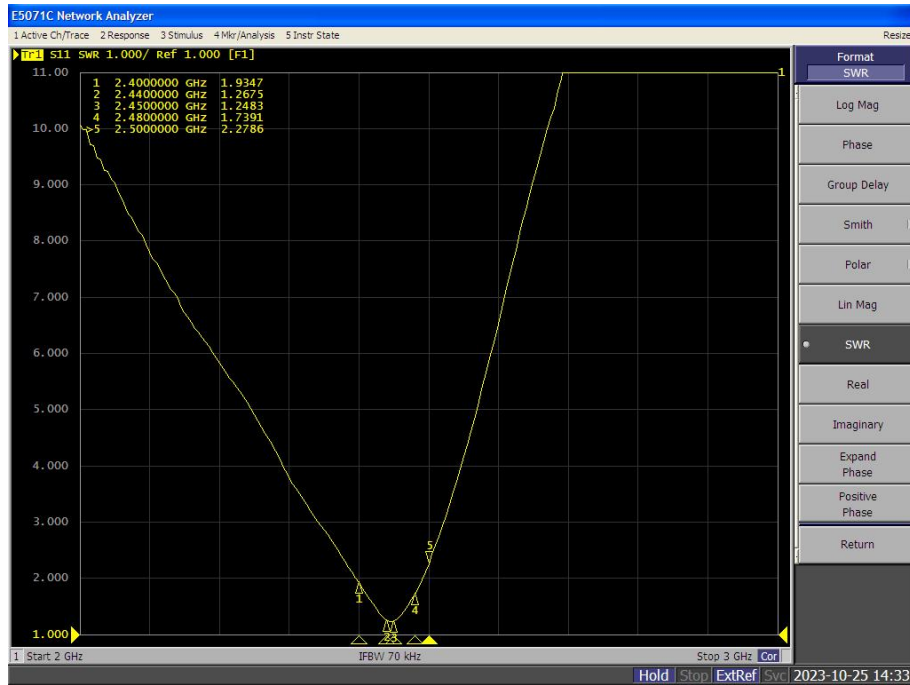 E5071C Network Analyzer
1 Active Ch/Trace 2 Response 3 Stimulus 4 Mkr/Analysis 5 Instr State
Resize
Tr1 S11 SWR 1.000/ Ref 1.000 [F1]
11.00
10.00
9.000
8.000
7.000
6.000
5.000
4.000
3.000
2.000
1.000
1 2.4000000 GHz 1.9347
2 2.4400000 GHz 1.2675
3 2.4500000 GHz 1.2483
4 2.4800000 GHz 1.7391
>5 2.5000000 GHz 2.2786
1
5
1
4
2
3
Format
SWR
Log Mag
Phase
Group Delay
Smith
Polar
Lin Mag
SWR
Real
Imaginary
Expand
Phase
Positive
Phase
Return
1 Start 2 GHz
IFBW 70 kHz
Stop 3 GHz Cor
Hold Stop ExtRef Svc 2023-10-25 14:33